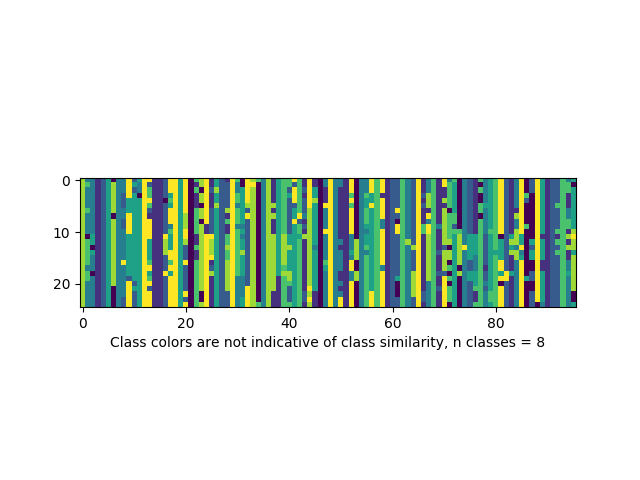 0
10
20
0 20 40 60 80
Class colors are not indicative of class similarity, n classes = 8